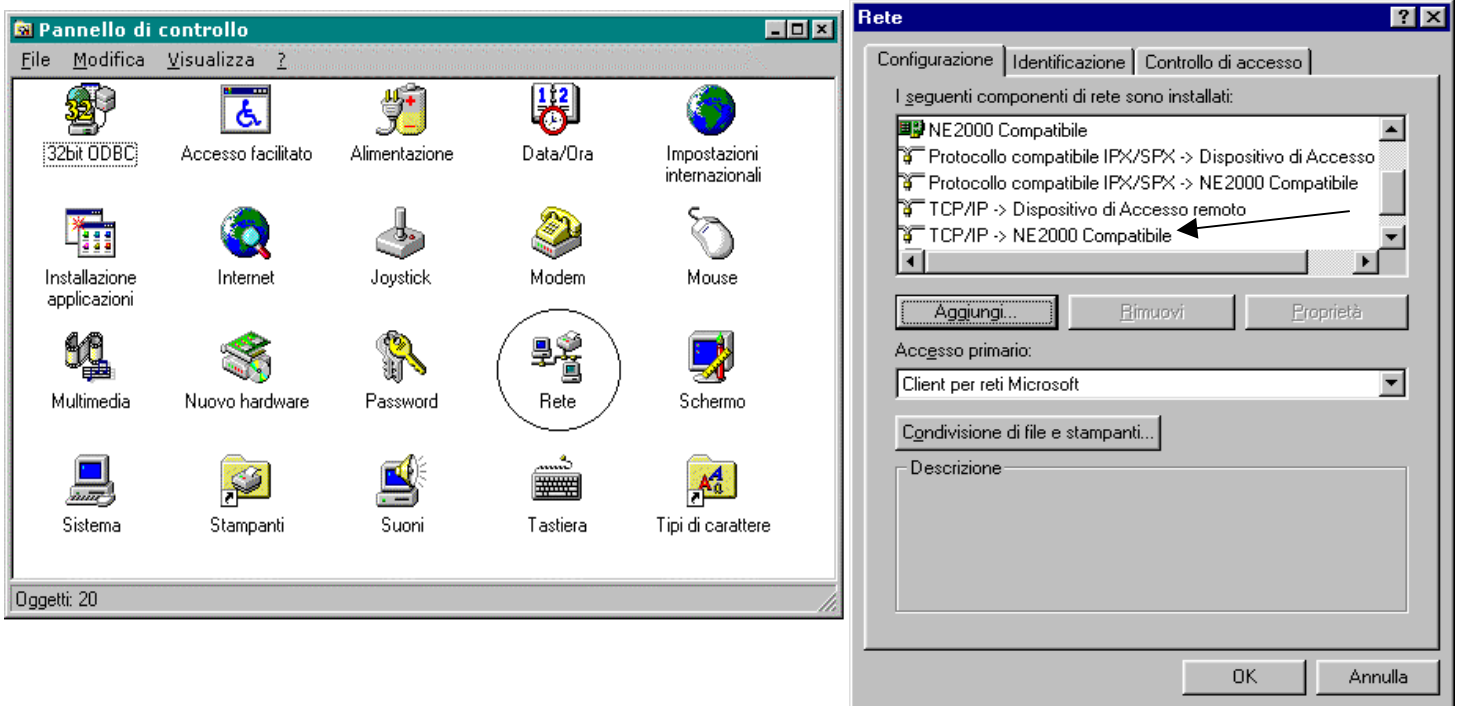 Pannello di controllo
File Modifica Visualizza ?
32bit ODBC
Accesso facilitato
Alimentazione
Data/Ora
Impostazioni
internazionali
Installazione
applicazioni
Internet
Joystick
Modem
Mouse
Multimedia
Nuovo hardware
Password
Rete
Schermo
Sistema
Stampanti
Suoni
Tastiera
Tipi di carattere
Oggetti: 20
Rete
Configurazione Identificazione Controllo di accesso
I seguenti componenti di rete sono installati:
NE2000 Compatibile
Protocollo compatibile IPX/SPX -> Dispositivo di Accesso
Protocollo compatibile IPX/SPX -> NE2000 Compatibile
TCP/IP -> Dispositivo di Accesso remoto
TCP/IP -> NE2000 Compatibile
Aggiungi... Rimuovi Proprietà
Accesso primario:
Client per reti Microsoft
Condivisione di file e stampanti...
Descrizione
OK Annulla